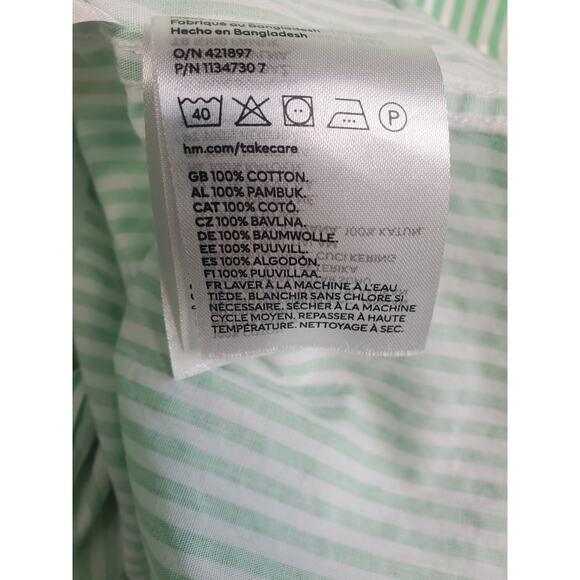 Fabriqué au Bangladesh
Hecho en Bangladesh
O/N 421897
P/N 1134730 7
40
P
hm.com/takecare
GB 100% COTTON.
AL 100% PAMBUK.
CAT 100% COTÓ.
CZ 100% BAVLNA.
DE 100% BAUMWOLLE.
EE 100% PUUVILL.
ES 100% ALGODÓN.
FI 100% PUUVILLAA.
FR LAVER À LA MACHINE À L'EAU
TIÈDE. BLANCHIR SANS CHLORE SI
NÉCESSAIRE. SÉCHER À LA MACHINE
CYCLE MOYEN. REPASSER À HAUTE
TEMPÉRATURE. NETTOYAGE À SEC.